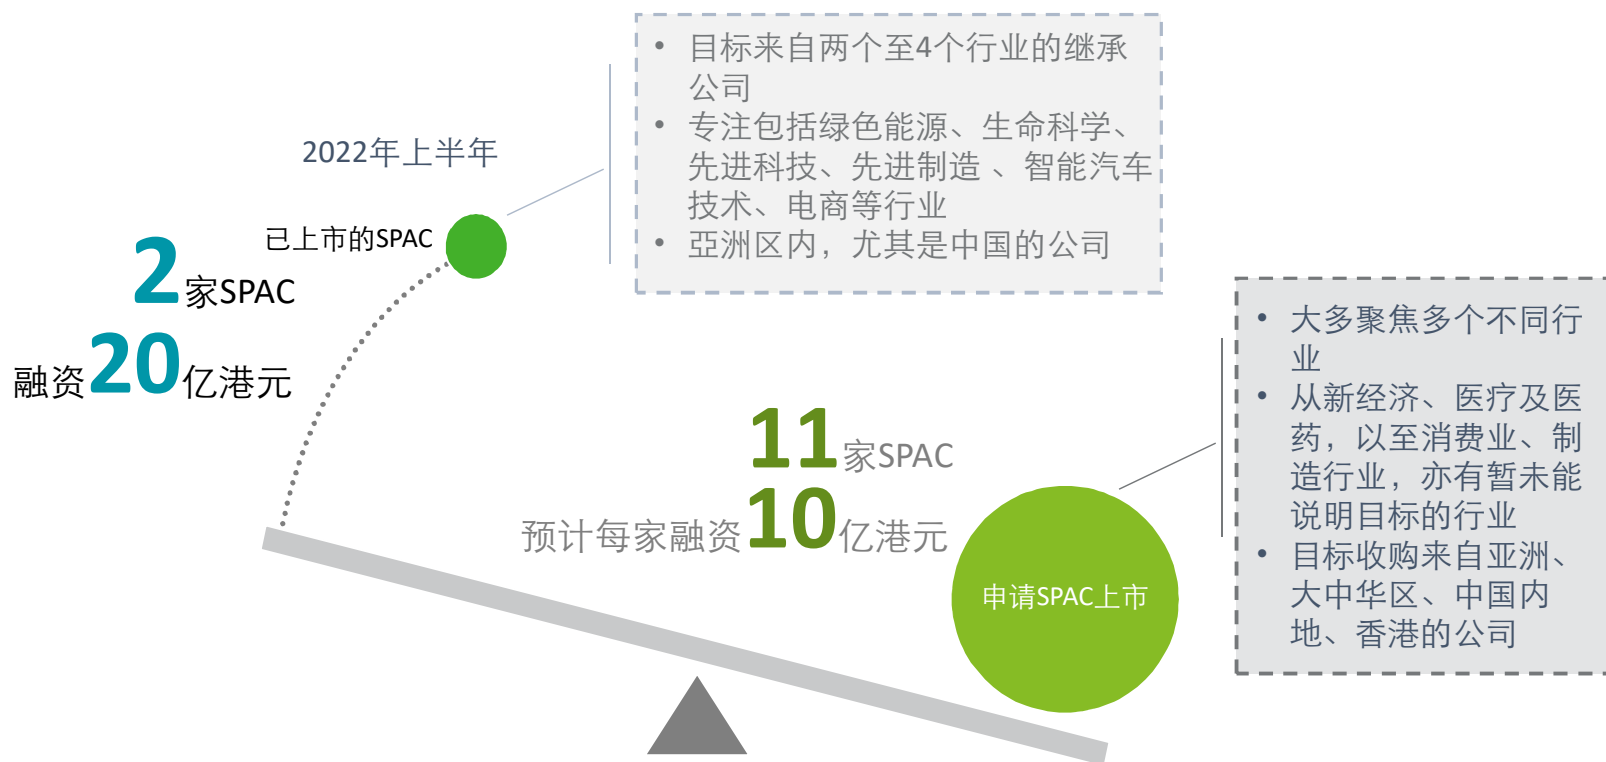 2022年上半年
已上市的SPAC
2家SPAC
融资20亿港元
• 目标来自两个至4个行业的继承
公司
• 专注包括绿色能源、生命科学、
先进科技、先进制造 、智能汽车
技术、电商等行业
• 亞洲区内，尤其是中国的公司
11家SPAC
预计每家融资10亿港元
申请SPAC上市
• 大多聚焦多个不同行
业
• 从新经济、医疗及医
药，以至消费业、制
造行业，亦有暂未能
说明目标的行业
• 目标收购来自亚洲、
大中华区、中国内
地、香港的公司